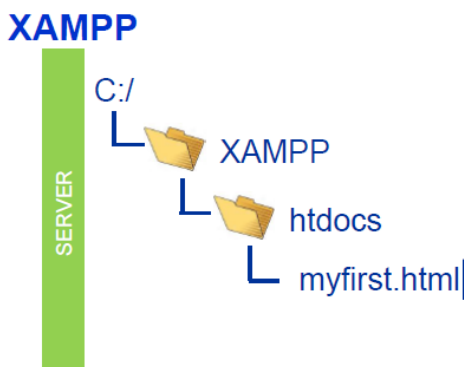 XAMPP
SERVER
C:/
XAMPP
htdocs
myfirst.html